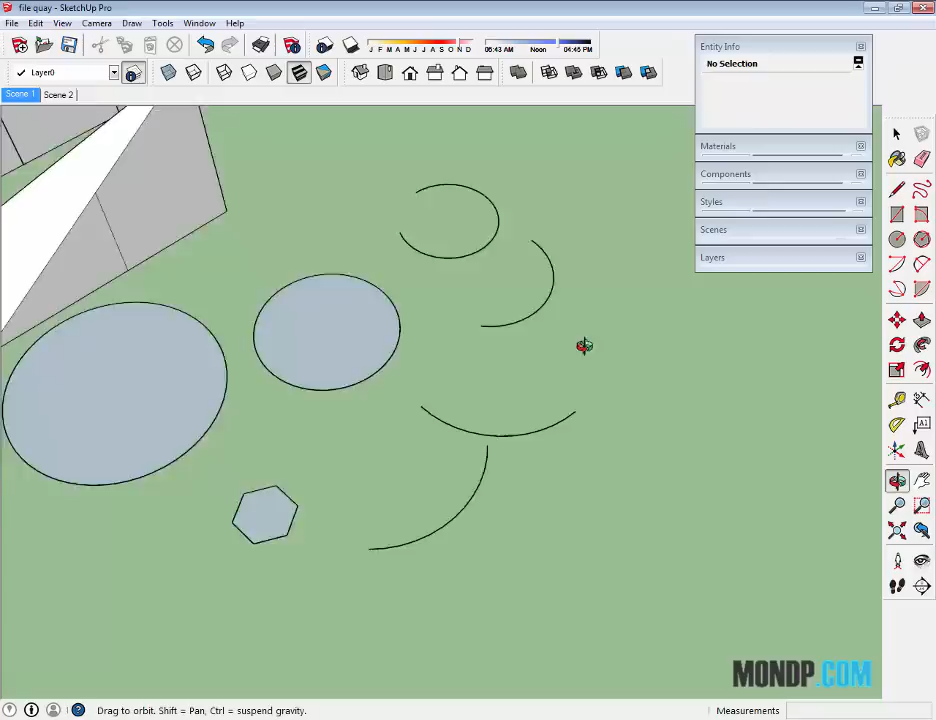 file quay - SketchUp Pro
File Edit View Camera Draw Tools Window Help
J F M A M J J A S O N D 06:43 AM Noon 04:45 PM
Layer0
Scene 1 Scene 2
Entity Info
No Selection
Materials
Components
Styles
Scenes
Layers
A1
MONDP.COM
Drag to orbit. Shift = Pan, Ctrl = suspend gravity.
Measurements